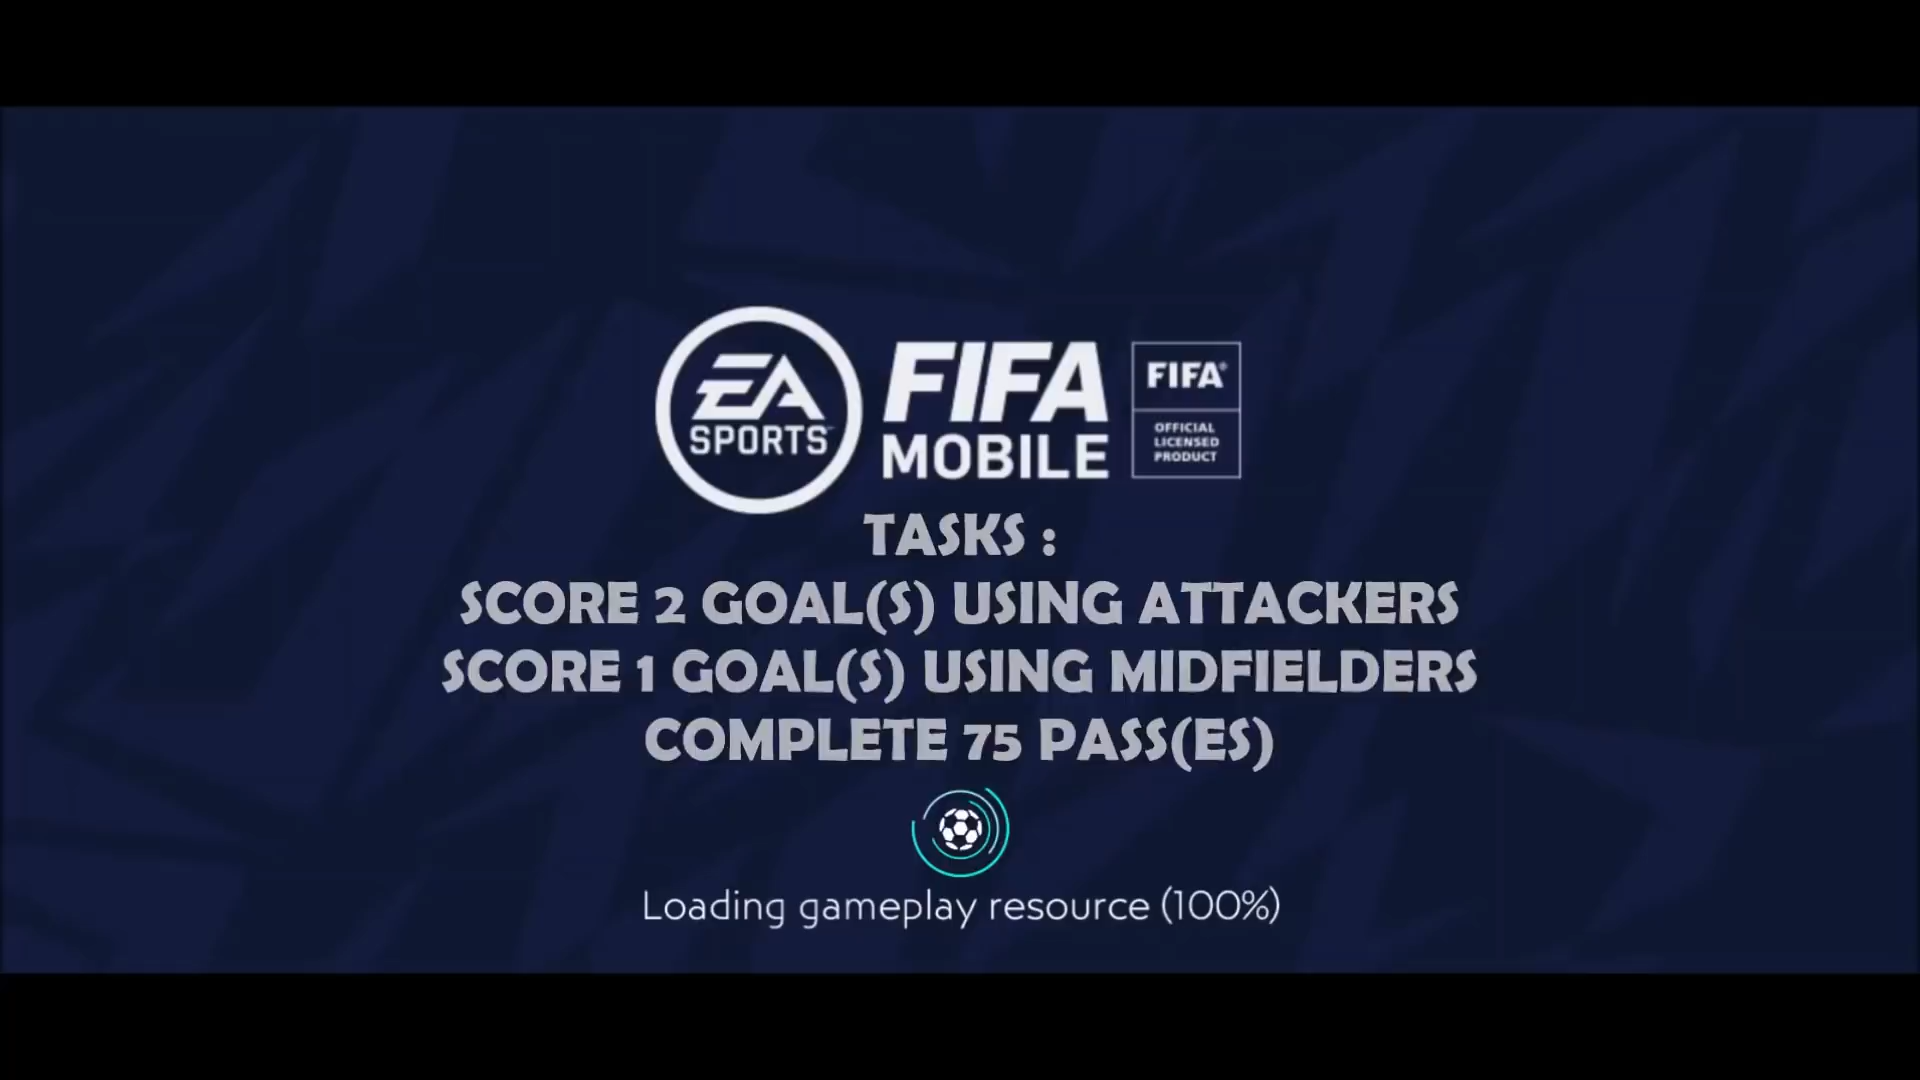 EA
SPORTS
FIFA
MOBILE
FIFA®
OFFICIAL
LICENSED
PRODUCT
TASKS :
SCORE 2 GOAL(S) USING ATTACKERS
SCORE 1 GOAL(S) USING MIDFIELDERS
COMPLETE 75 PASS(ES)
Loading gameplay resource (100%)